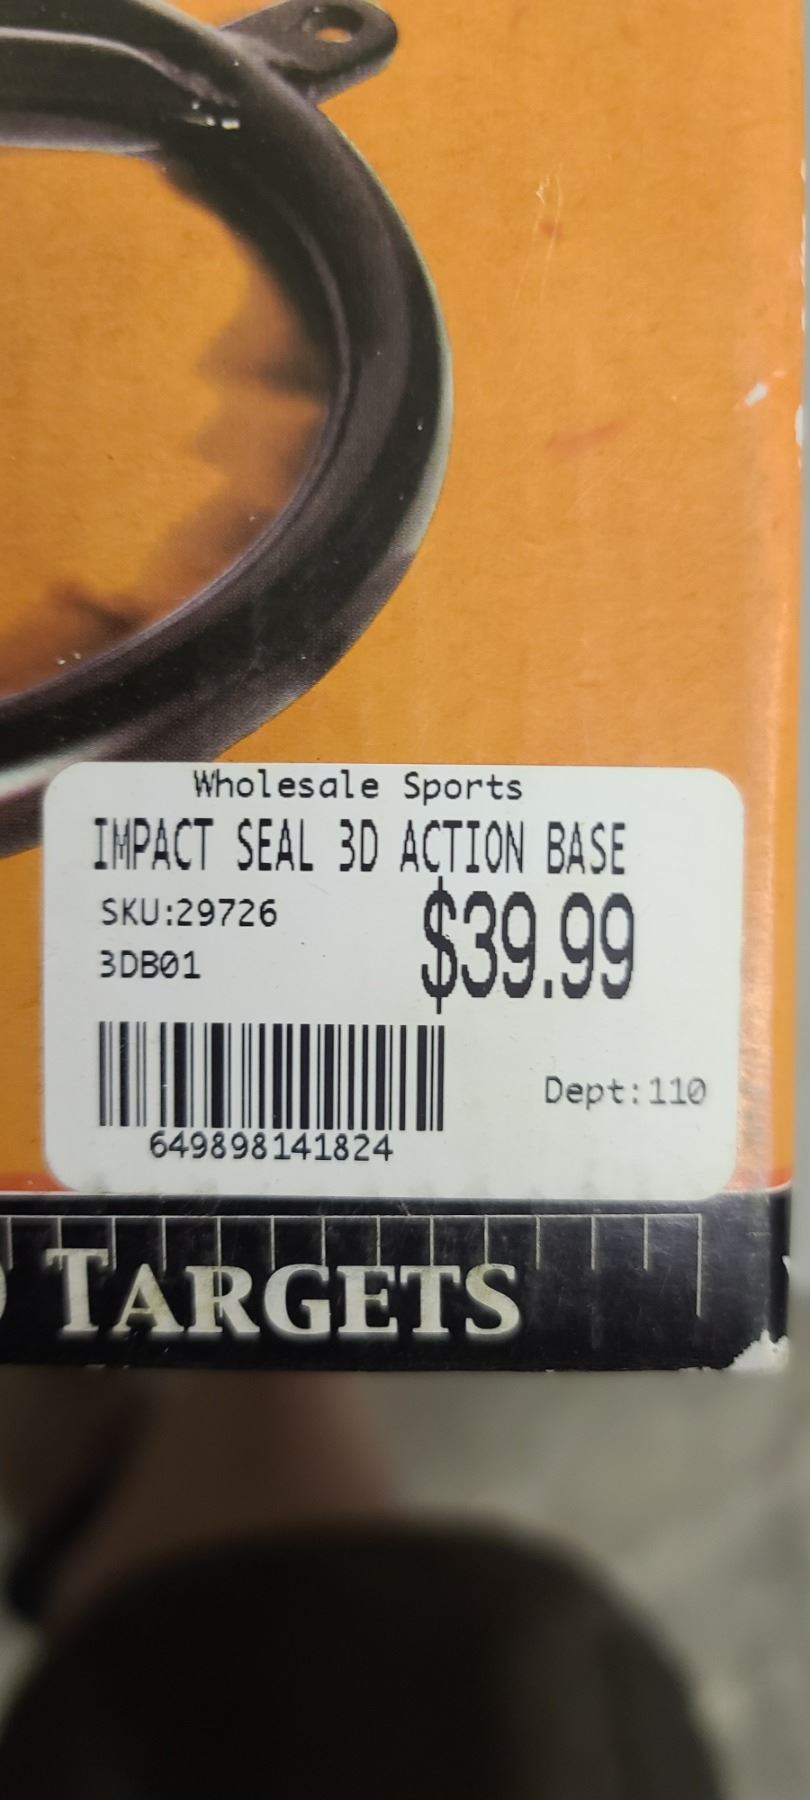 Wholesale Sports
IMPACT SEAL 3D ACTION BASE
SKU:29726
$39.99
3DB01
Dept:110
649898141824
TARGETS